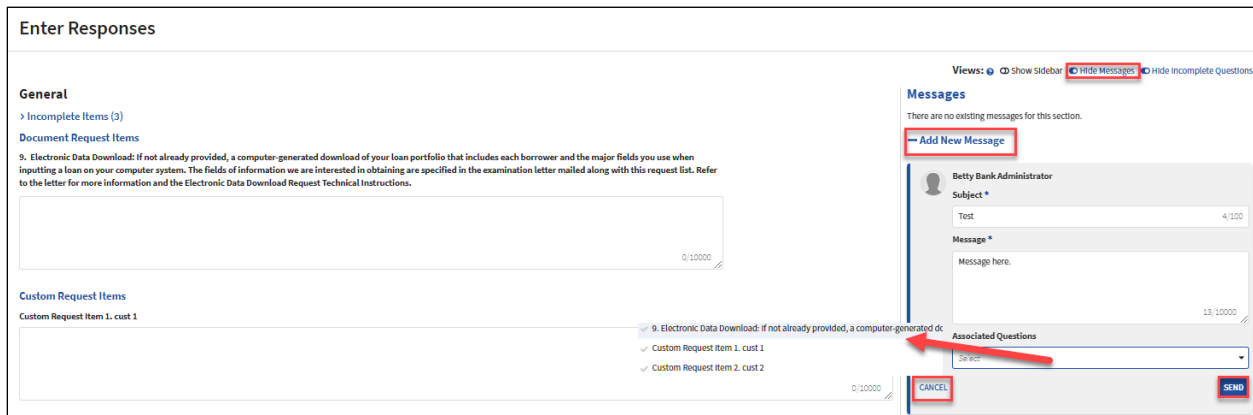 Enter Responses
Views: Show Sidebar Hide Messages Hide Incomplete Questions
General
> Incomplete Items (3)
Document Request Items
9. Electronic Data Download: If not already provided, a computer-generated download of your loan portfolio that includes each borrower and the major fields you use when
inputting a loan on your computer system. The fields of information we are interested in obtaining are specified in the examination letter mailed along with this request list. Refer
to the letter for more information and the Electronic Data Download Request Technical Instructions.
0/10000
Custom Request Items
Custom Request Item 1. cust 1
0/10000
9. Electronic Data Download: If not already provided, a computer-generated dc
Custom Request Item 1. cust 1
Custom Request Item 2. cust 2
Messages
There are no existing messages for this section.
— Add New Message
Betty Bank Administrator
Subject *
Test 4/100
Message *
Message here.
13/10000
Associated Questions
Select
CANCEL SEND